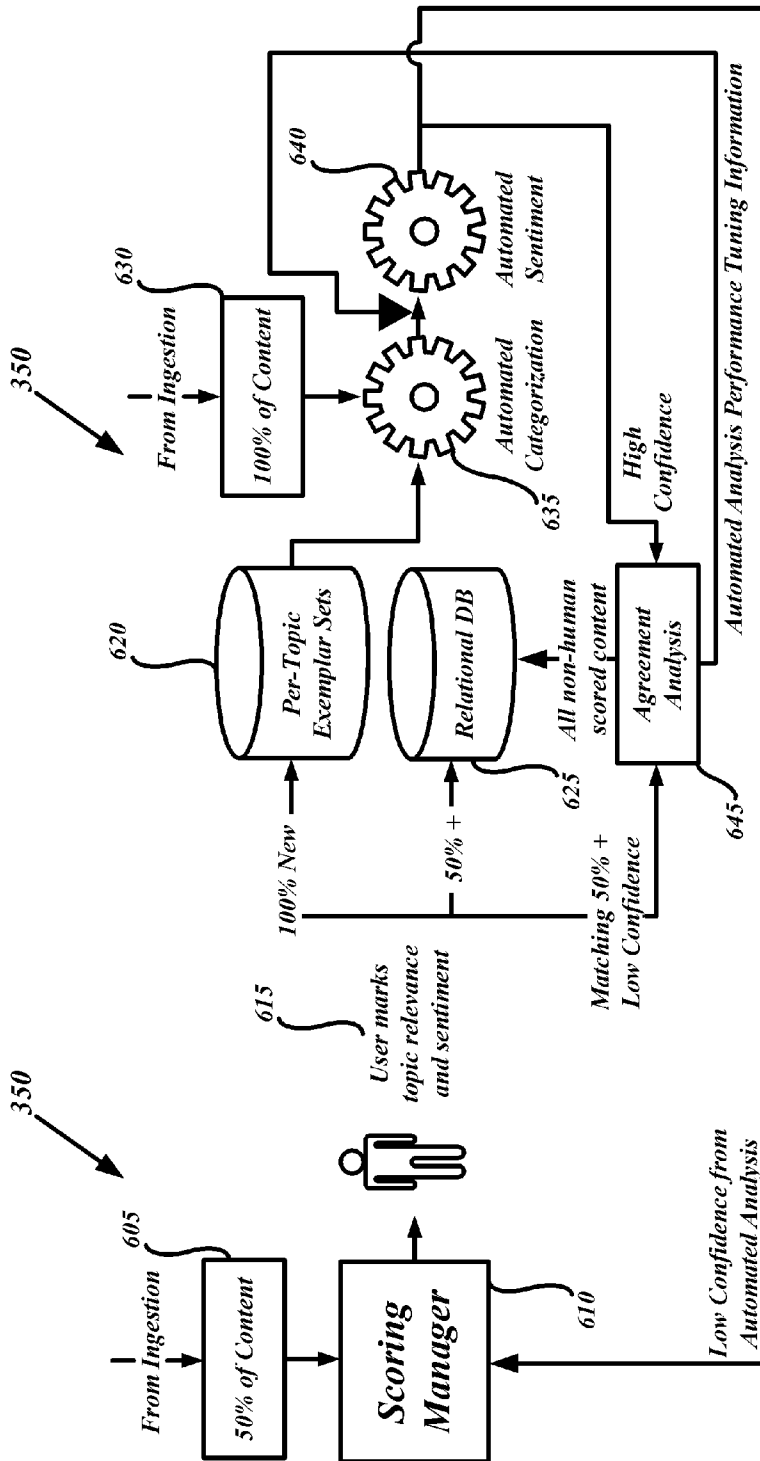 350
From Ingestion
605
50% of Content
Scoring
Manager
610
Low Confidence from
Automated Analysis
615
User marks
topic relevance
and sentiment
100% New
50% +
Matching 50% +
Low Confidence
620
Per-Topic
Exemplar Sets
Relational DB
625
All non-human
scored content
Agreement
Analysis
645
350
From Ingestion
630
100% of Content
635
Automated
Categorization
640
Automated
Sentiment
High
Confidence
Automated Analysis Performance Tuning Information